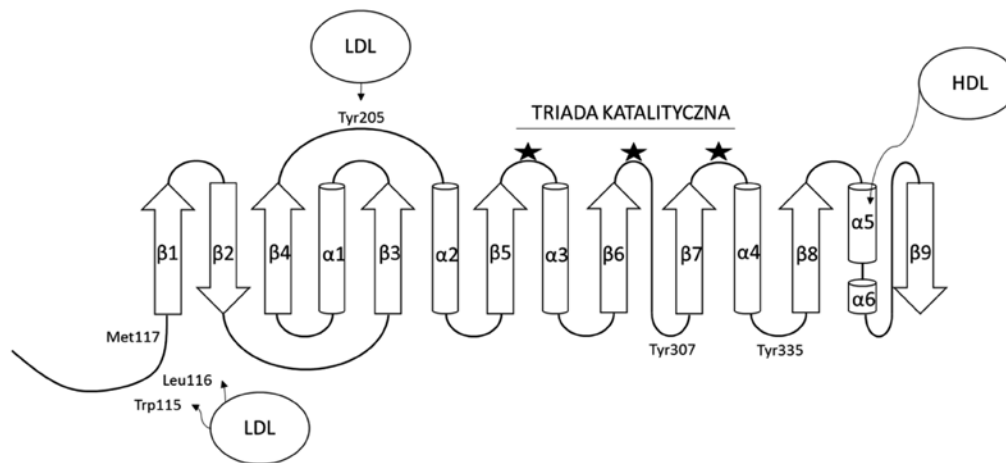 LDL
HDL
Tyr205
TRIADA KATALITYCZNA
β1
β2
β4
α1
β3
α2
β5
α3
β6
β7
α4
β8
α5
α6
β9
Met117
Tyr307
Tyr335
Leu116
Trp115
LDL